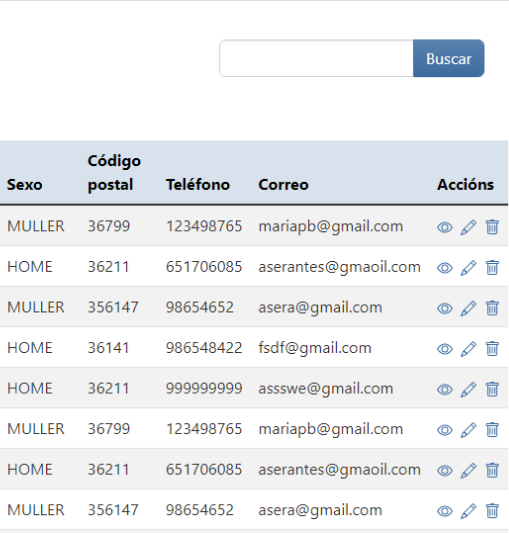 Buscar
Sexo Código postal Teléfono Correo Accións
MULLER 36799 123498765 mariapb@gmail.com
HOME 36211 651706085 aserantes@gmaoil.com
MULLER 356147 98654652 asera@gmail.com
HOME 36141 986548422 fsdf@gmail.com
HOME 36211 999999999 assswe@gmail.com
MULLER 36799 123498765 mariapb@gmail.com
HOME 36211 651706085 aserantes@gmaoil.com
MULLER 356147 98654652 asera@gmail.com